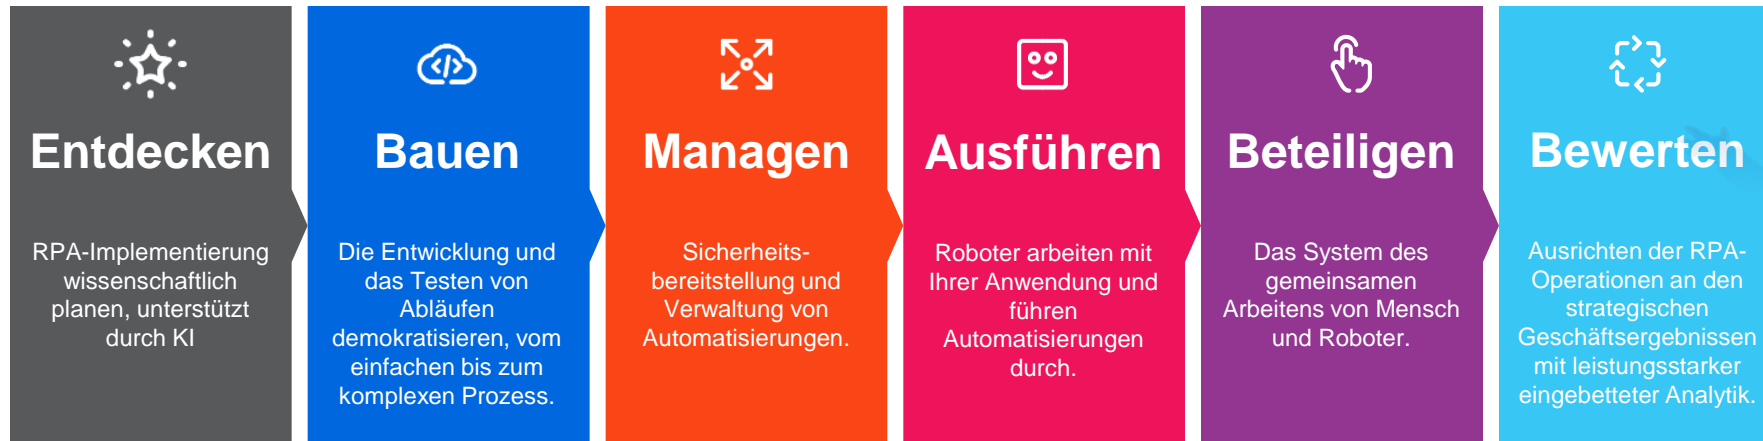 Entdecken
RPA-Implementierung
wissenschaftlich
planen, unterstützt
durch KI
Bauen
Die Entwicklung und
das Testen von
Abläufen
demokratisieren, vom
einfachen bis zum
komplexen Prozess.
Managen
Sicherheits-
bereitstellung und
Verwaltung von
Automatisierungen.
Ausführen
Roboter arbeiten mit
Ihrer Anwendung und
führen
Automatisierungen
durch.
Beteiligen
Das System des
gemeinsamen
Arbeitens von Mensch
und Roboter.
Bewerten
Ausrichten der RPA-
Operationen an den
strategischen
Geschäftsergebnissen
mit leistungsstarker
eingebetteter Analytik.